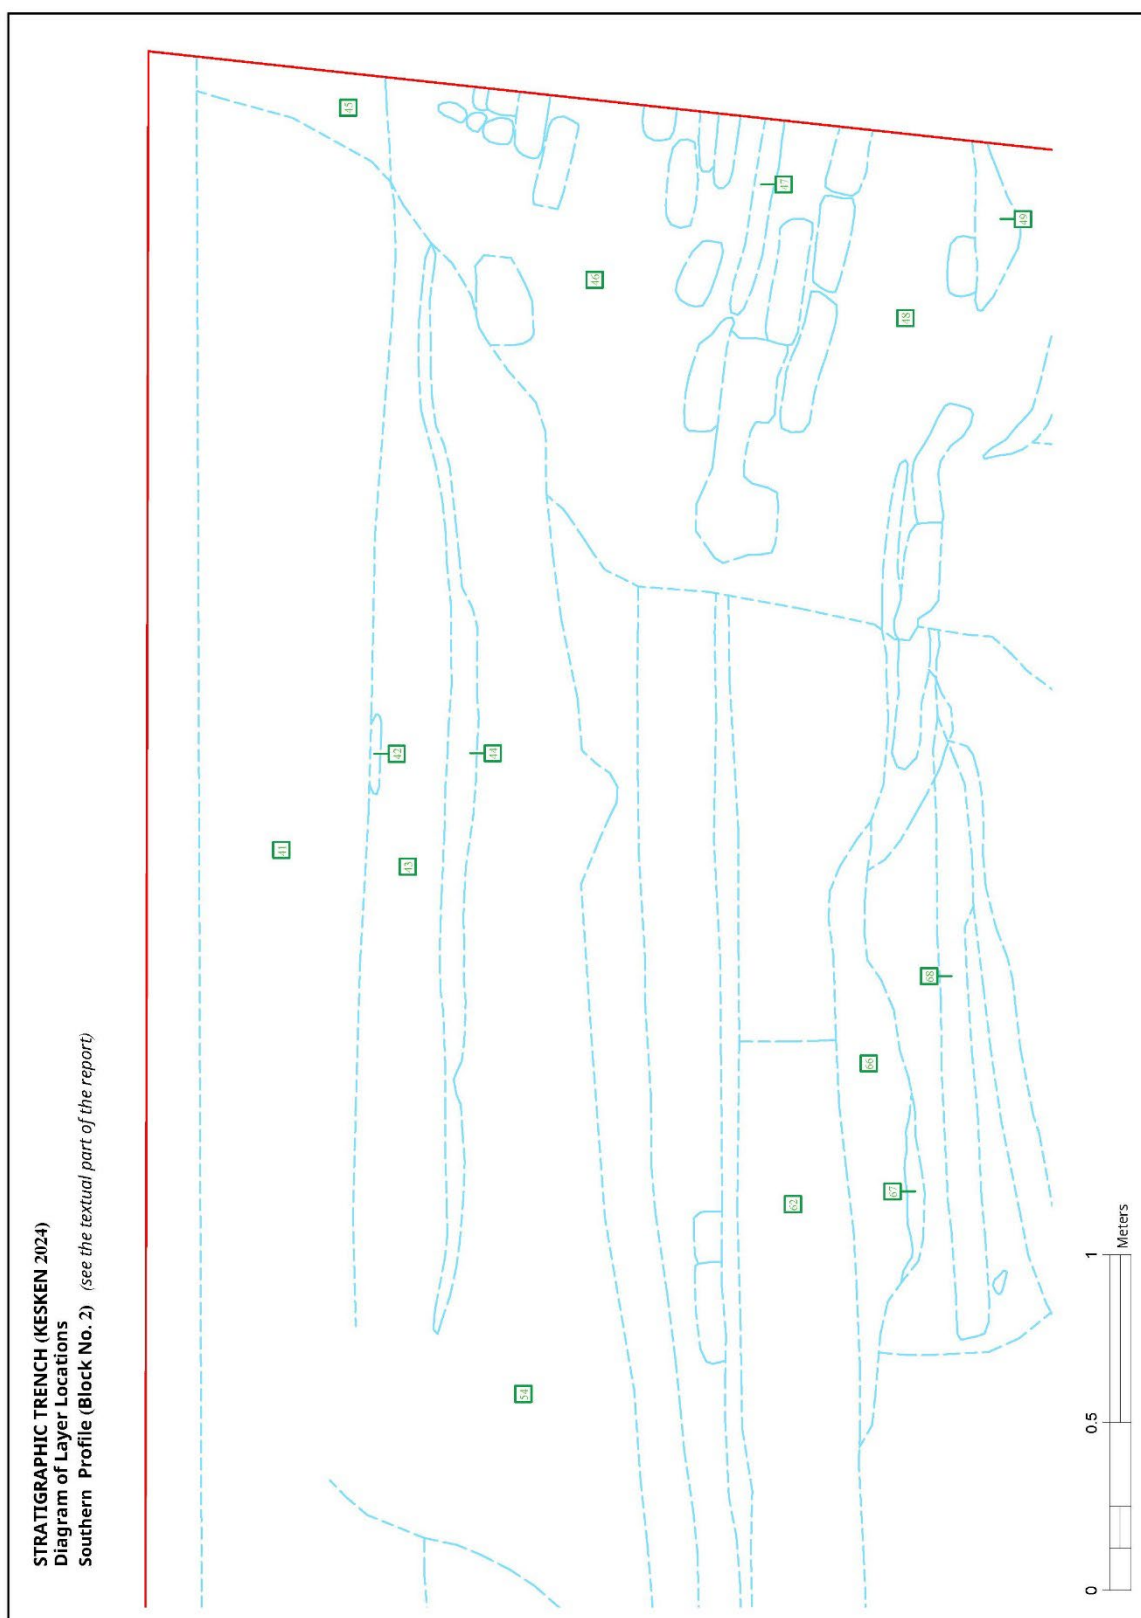 STRATIGRAPHIC TRENCH (KESKEN 2024)
Diagram of Layer Locations
Southern Profile (Block No. 2) (see the textual part of the report)
41
42
43
44
45
46
47
48
49
54
62
66
67
68
0 0.5 1
Meters